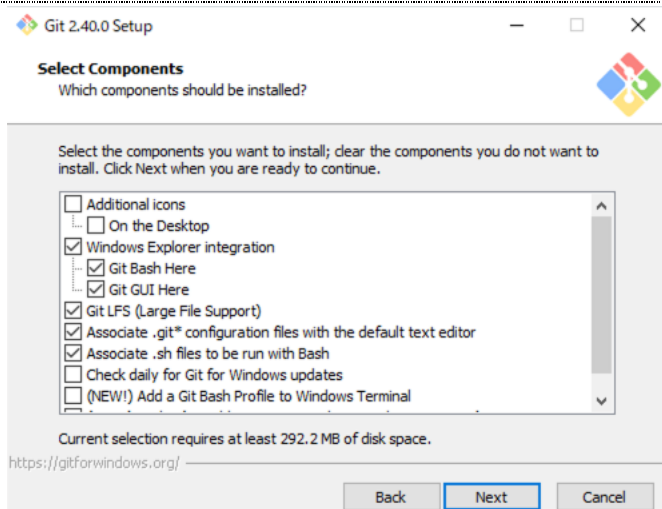 Git 2.40.0 Setup
Select Components
Which components should be installed?
Select the components you want to install; clear the components you do not want to
install. Click Next when you are ready to continue.
Additional icons
On the Desktop
Windows Explorer integration
Git Bash Here
Git GUI Here
Git LFS (Large File Support)
Associate .git* configuration files with the default text editor
Associate .sh files to be run with Bash
Check daily for Git for Windows updates
(NEW!) Add a Git Bash Profile to Windows Terminal
Current selection requires at least 292.2 MB of disk space.
https://gitforwindows.org/
Back
Next
Cancel